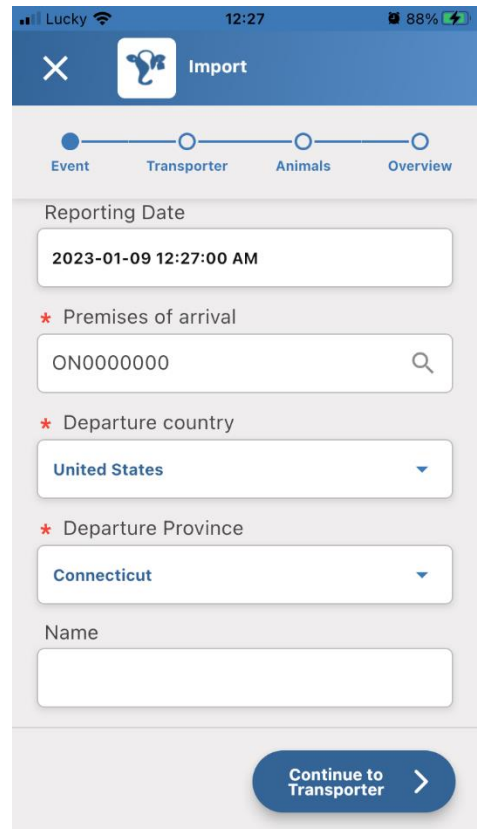 Lucky 12:27 88%
Import
Event Transporter Animals Overview
Reporting Date
2023-01-09 12:27:00 AM
* Premises of arrival
ON0000000
* Departure country
United States
* Departure Province
Connecticut
Name
Continue to
Transporter